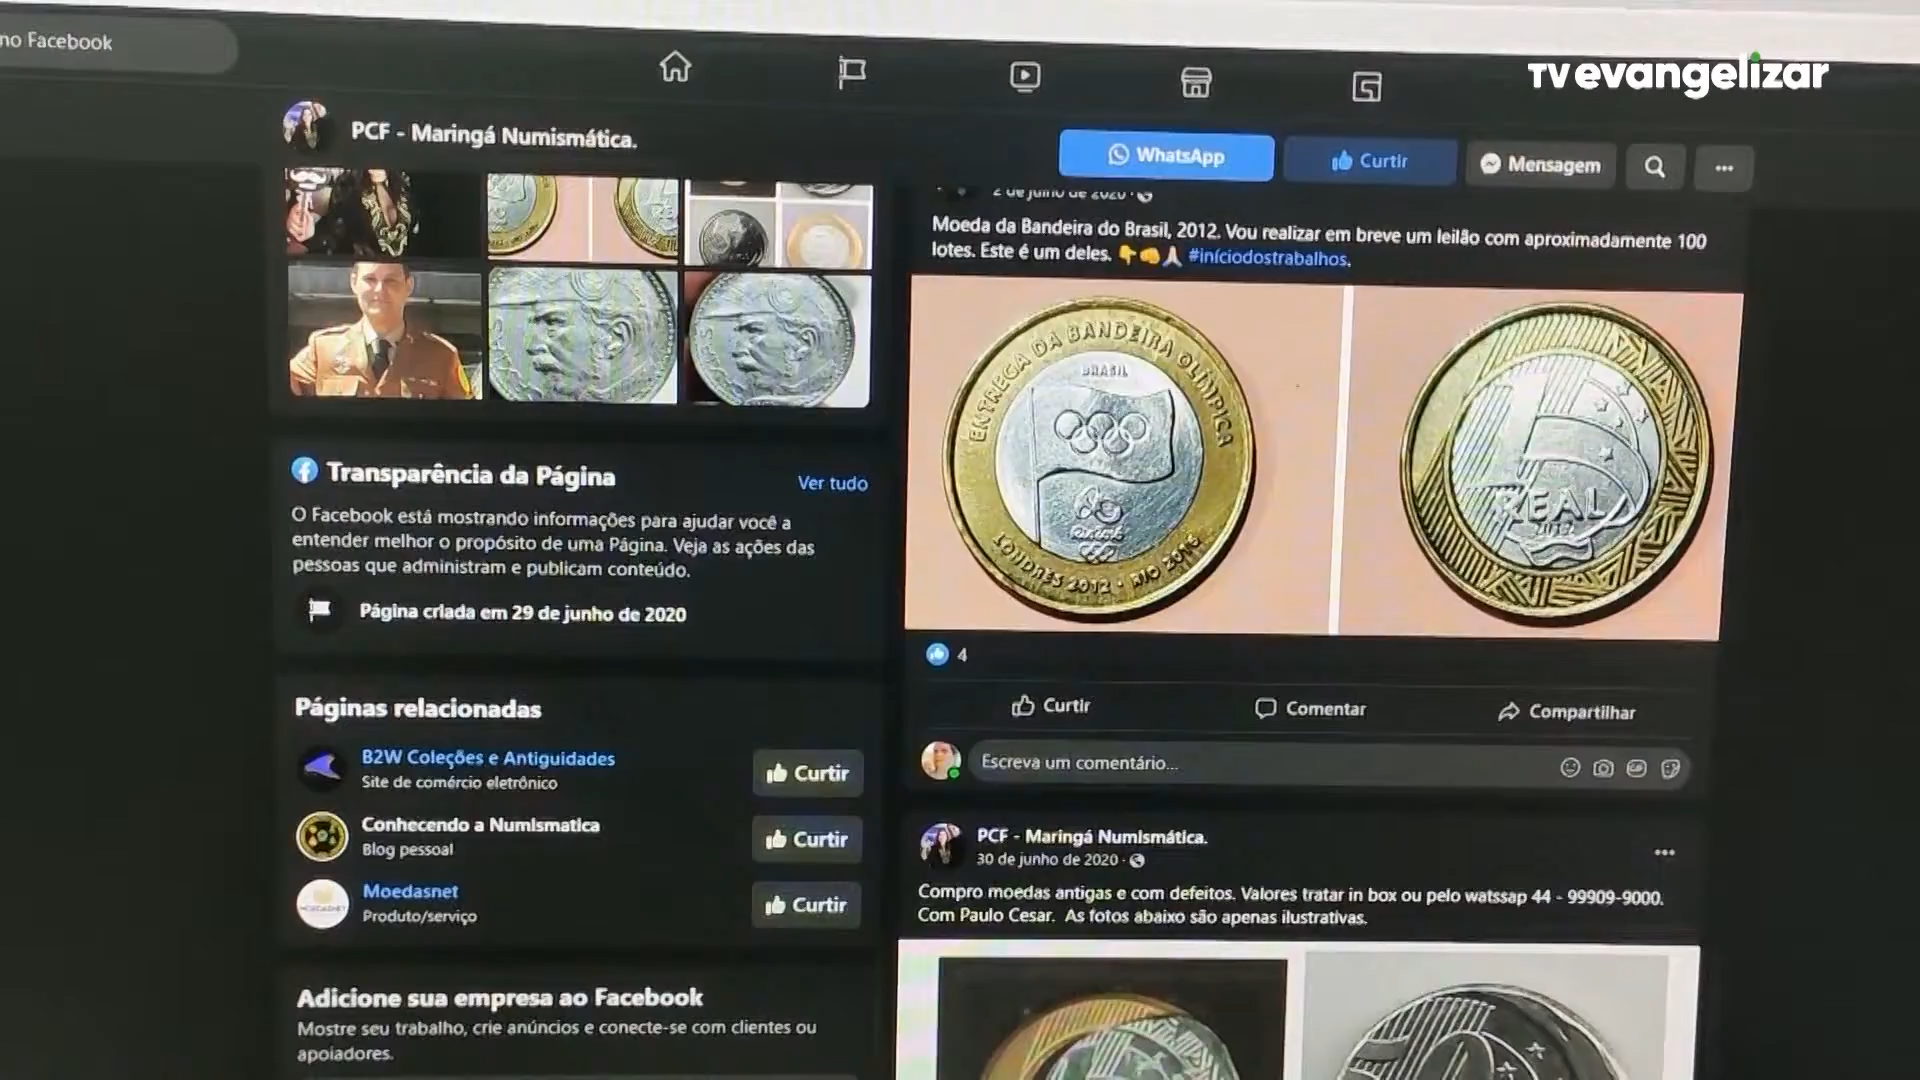 no Facebook
TVevangelizar
PCF - Maringá Numismática.
WhatsApp
Curtir
Mensagem
2 de julho de 2020
Moeda da Bandeira do Brasil, 2012. Vou realizar em breve um leilão com aproximadamente 100
lotes. Este é um deles. #iníciodostrabalhos.
ENTREGA DA BANDEIRA OLÍMPICA
BRASIL
RIO2016
LONDRES 2012 · RIO 2016
1
REAL
2012
Transparência da Página
Ver tudo
O Facebook está mostrando informações para ajudar você a
entender melhor o propósito de uma Página. Veja as ações das
pessoas que administram e publicam conteúdo.
Página criada em 29 de junho de 2020
4
Curtir
Comentar
Compartilhar
Escreva um comentário...
Páginas relacionadas
B2W Coleções e Antiguidades
Site de comércio eletrônico
Curtir
Conhecendo a Numismatica
Blog pessoal
Curtir
Moedasnet
Produto/serviço
Curtir
PCF - Maringá Numismática.
30 de junho de 2020 ·
Compro moedas antigas e com defeitos. Valores tratar in box ou pelo watssap 44 - 99909-9000.
Com Paulo Cesar. As fotos abaixo são apenas ilustrativas.
Adicione sua empresa ao Facebook
Mostre seu trabalho, crie anúncios e conecte-se com clientes ou
apoiadores.